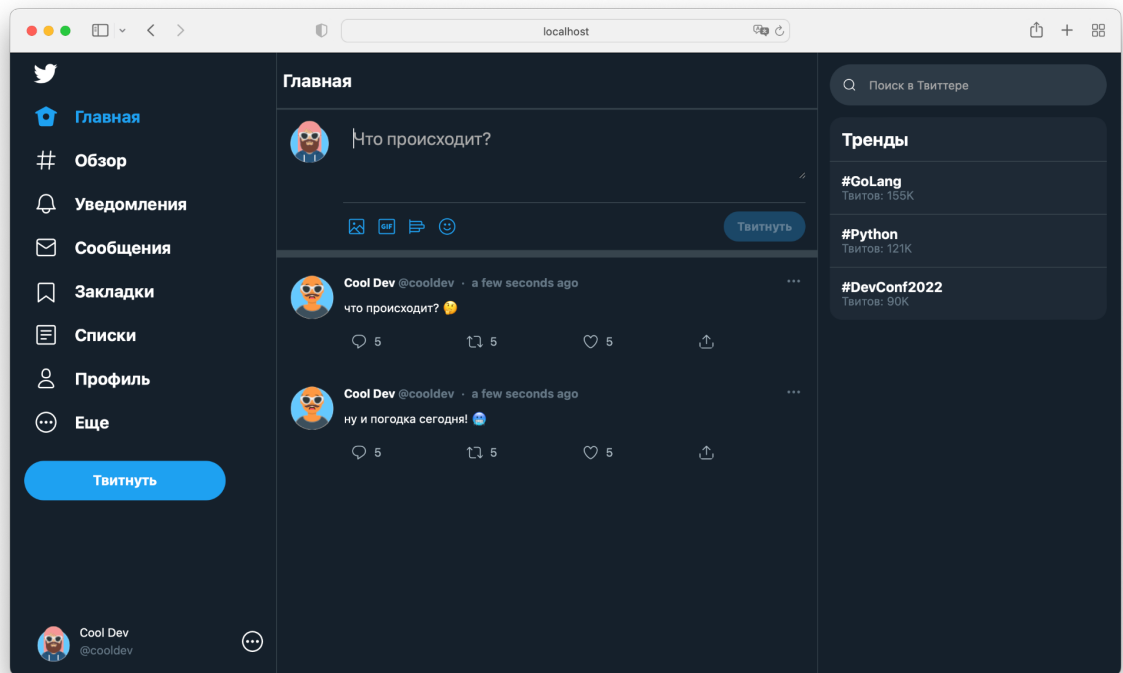 localhost
Главная
Обзор
Уведомления
Сообщения
Закладки
Списки
Профиль
Еще
Твитнуть
Cool Dev
@cooldev
Главная
Что происходит?
GIF
Твитнуть
Cool Dev @cooldev · a few seconds ago
что происходит? 🤔
5 5 5
Cool Dev @cooldev · a few seconds ago
ну и погодка сегодня! 🥶
5 5 5
Поиск в Твиттере
Тренды
#GoLang
Твитов: 155K
#Python
Твитов: 121K
#DevConf2022
Твитов: 90K